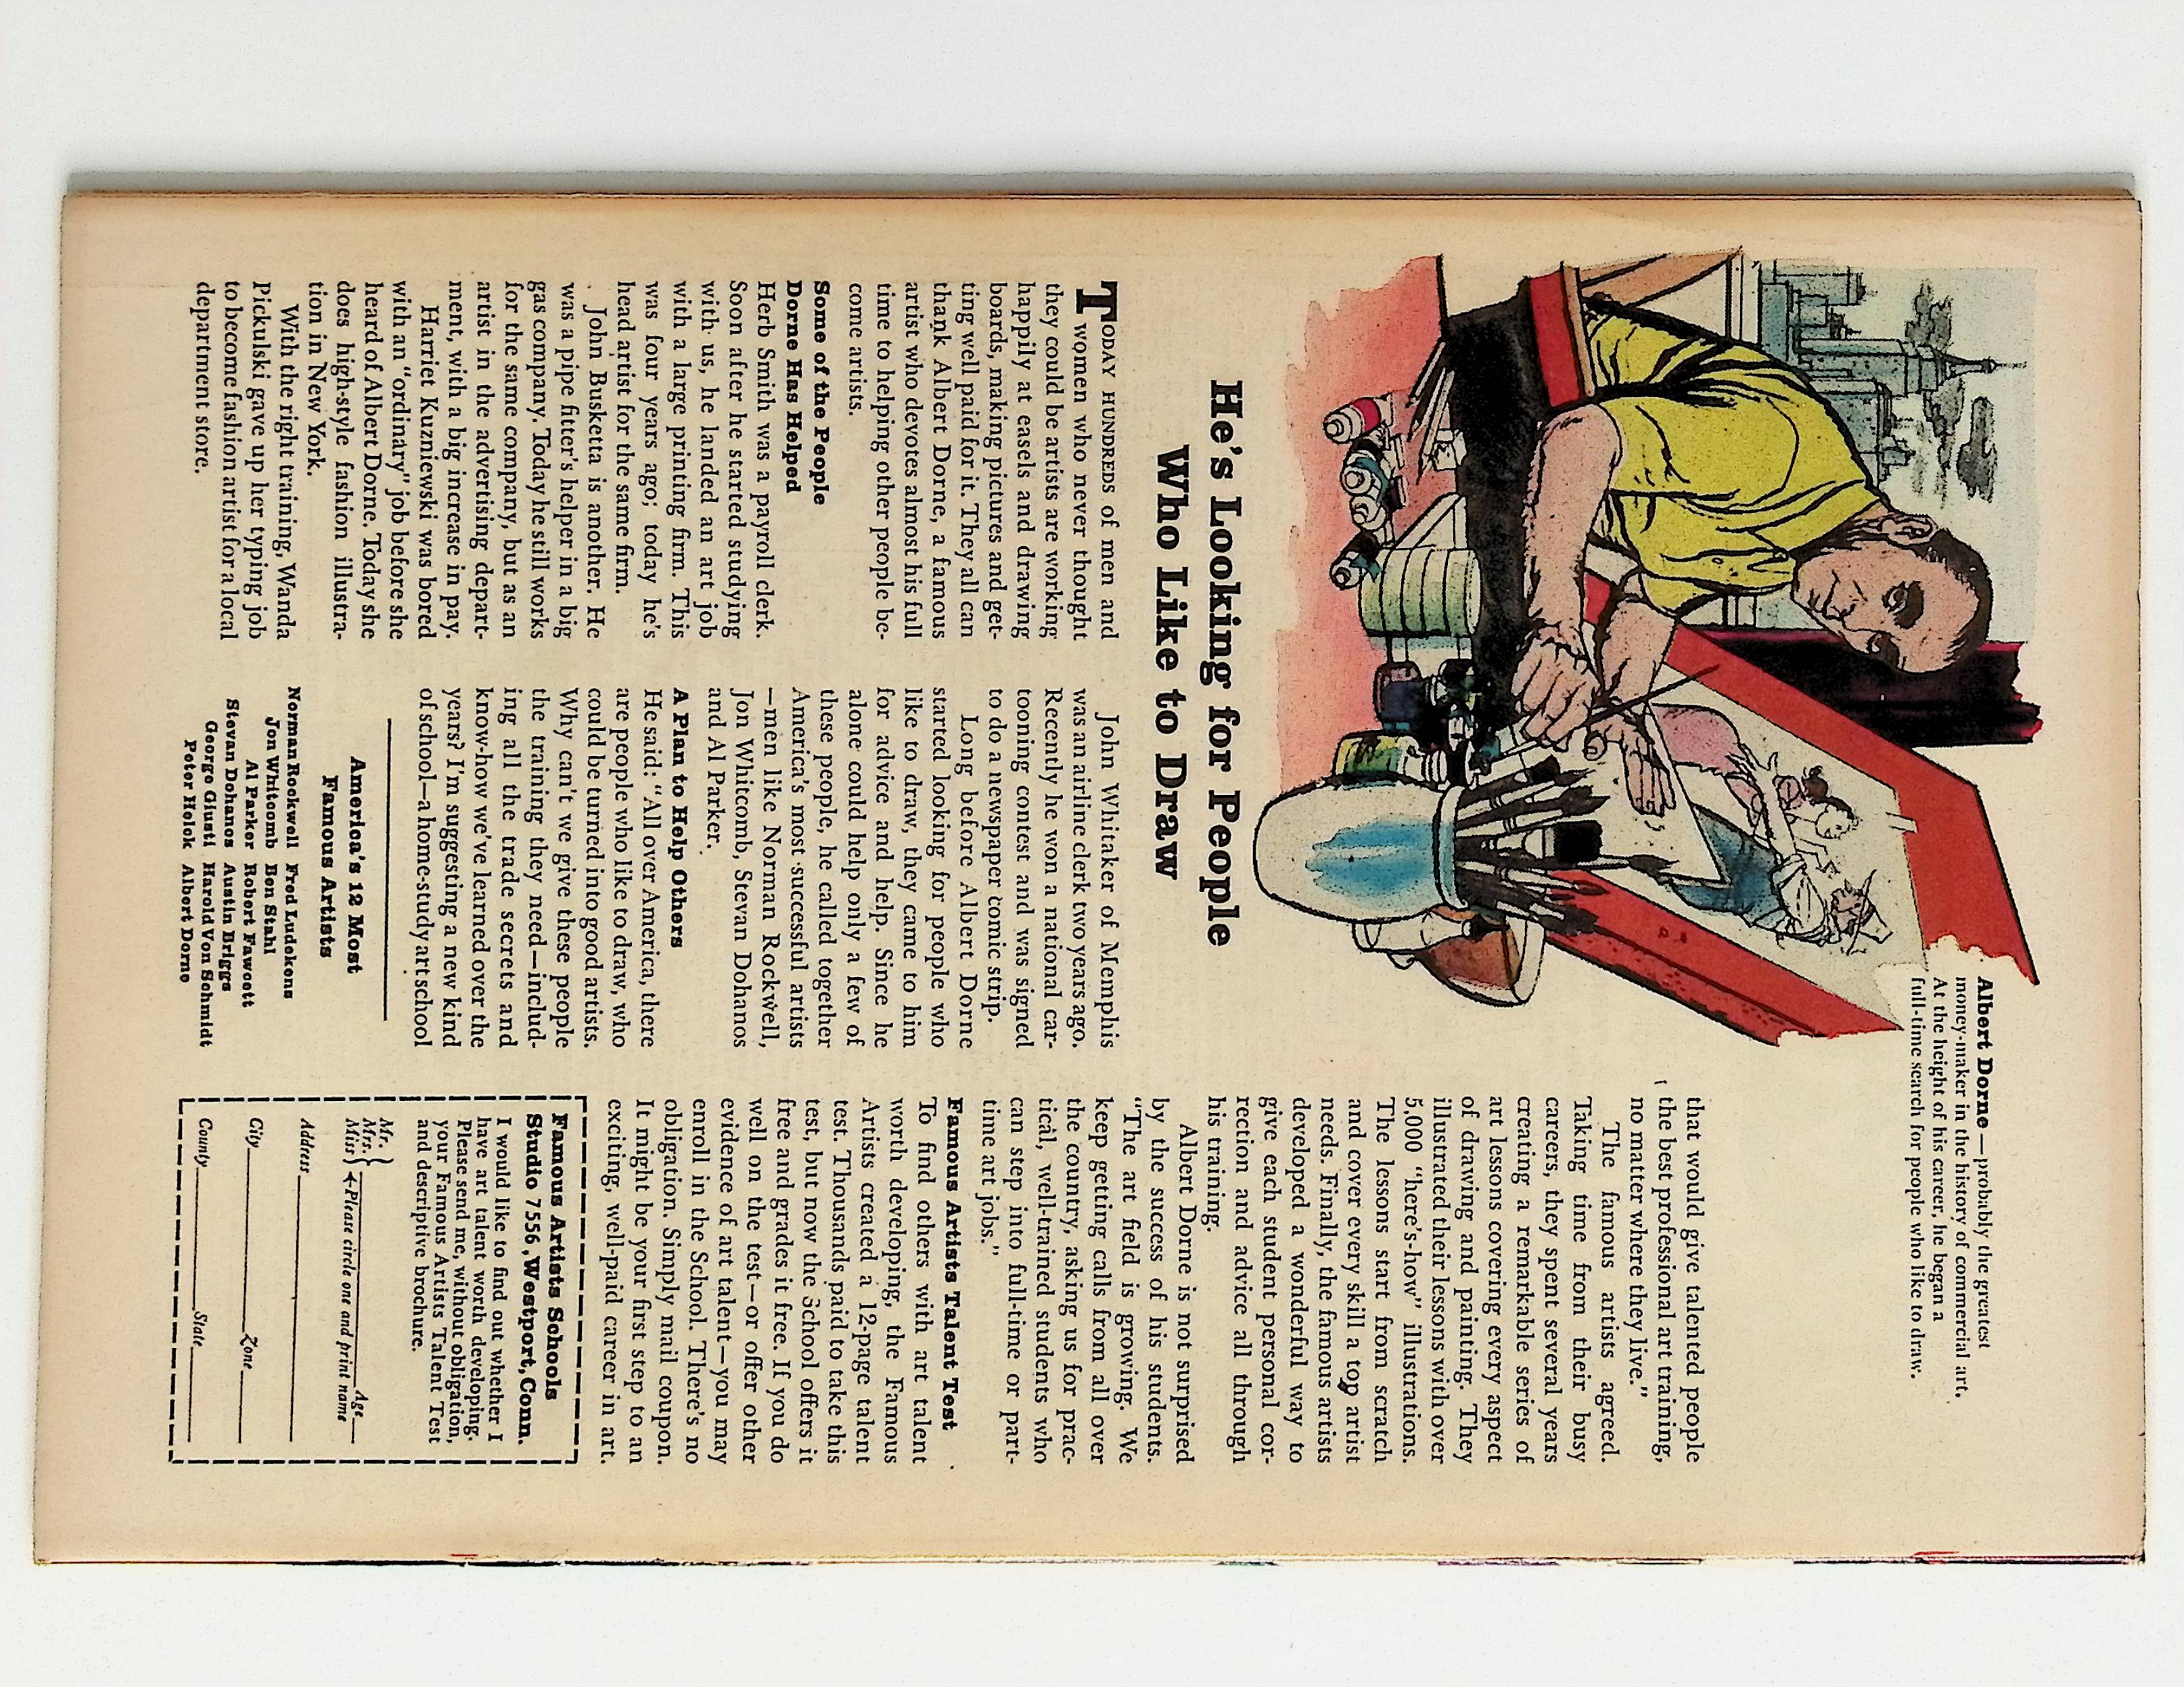 Albert Dorne—probably the greatest
money-maker in the history of commercial art.
At the height of his career, he began a
full-time search for people who like to draw.
He's Looking for People
Who Like to Draw
TODAY HUNDREDS of men and
women who never thought
they could be artists are working
happily at easels and drawing
boards, making pictures and get-
ting well paid for it. They all can
thank Albert Dorne, a famous
artist who devotes almost his full
time to helping other people be-
come artists.
Some of the People
Dorne Has Helped
Herb Smith was a payroll clerk.
Soon after he started studying
with us, he landed an art job
with a large printing firm. This
was four years ago; today he's
head artist for the same firm.
John Busketta is another. He
was a pipe fitter's helper in a big
gas company. Today he still works
for the same company, but as an
artist in the advertising depart-
ment, with a big increase in pay.
Harriet Kuzniewski was bored
with an "ordinary" job before she
heard of Albert Dorne. Today she
does high-style fashion illustra-
tion in New York.
With the right training, Wanda
Pickulski gave up her typing job
to become fashion artist for a local
department store.
John Whitaker of Memphis
was an airline clerk two years ago.
Recently he won a national car-
tooning contest and was signed
to do a newspaper comic strip.
Long before Albert Dorne
started looking for people who
like to draw, they came to him
for advice and help. Since he
alone could help only a few of
these people, he called together
America's most successful artists
—men like Norman Rockwell,
Jon Whitcomb, Stevan Dohanos
and Al Parker.
A Plan to Help Others
He said: "All over America, there
are people who like to draw, who
could be turned into good artists.
Why can't we give these people
the training they need—includ-
ing all the trade secrets and
know-how we've learned over the
years? I'm suggesting a new kind
of school—a home-study art school
America's 12 Most
Famous Artists
Norman Rockwell Fred Ludekens
Jon Whitcomb Ben Stahl
Al Parker Robert Fawcett
Stevan Dohanos Austin Briggs
George Giusti Harold Von Schmidt
Peter Helck Albert Dorne
that would give talented people
the best professional art training,
no matter where they live."
The famous artists agreed.
Taking time from their busy
careers, they spent several years
creating a remarkable series of
art lessons covering every aspect
of drawing and painting. They
illustrated their lessons with over
5,000 "here's-how" illustrations.
The lessons start from scratch
and cover every skill a top artist
needs. Finally, the famous artists
developed a wonderful way to
give each student personal cor-
rection and advice all through
his training.
Albert Dorne is not surprised
by the success of his students.
"The art field is growing. We
keep getting calls from all over
the country, asking us for prac-
tical, well-trained students who
can step into full-time or part-
time art jobs."
Famous Artists Talent Test
To find others with art talent
worth developing, the Famous
Artists created a 12-page talent
test. Thousands paid to take this
test, but now the School offers it
free and grades it free. If you do
well on the test—or offer other
evidence of art talent—you may
enroll in the School. There's no
obligation. Simply mail coupon.
It might be your first step to an
exciting, well-paid career in art.
Famous Artists Schools
Studio 7556, Westport, Conn.
I would like to find out whether I
have art talent worth developing.
Please send me, without obligation,
your Famous Artists Talent Test
and descriptive brochure.
Mr.
Mrs. Age
Miss Please circle one and print name
Address
City Zone
County State